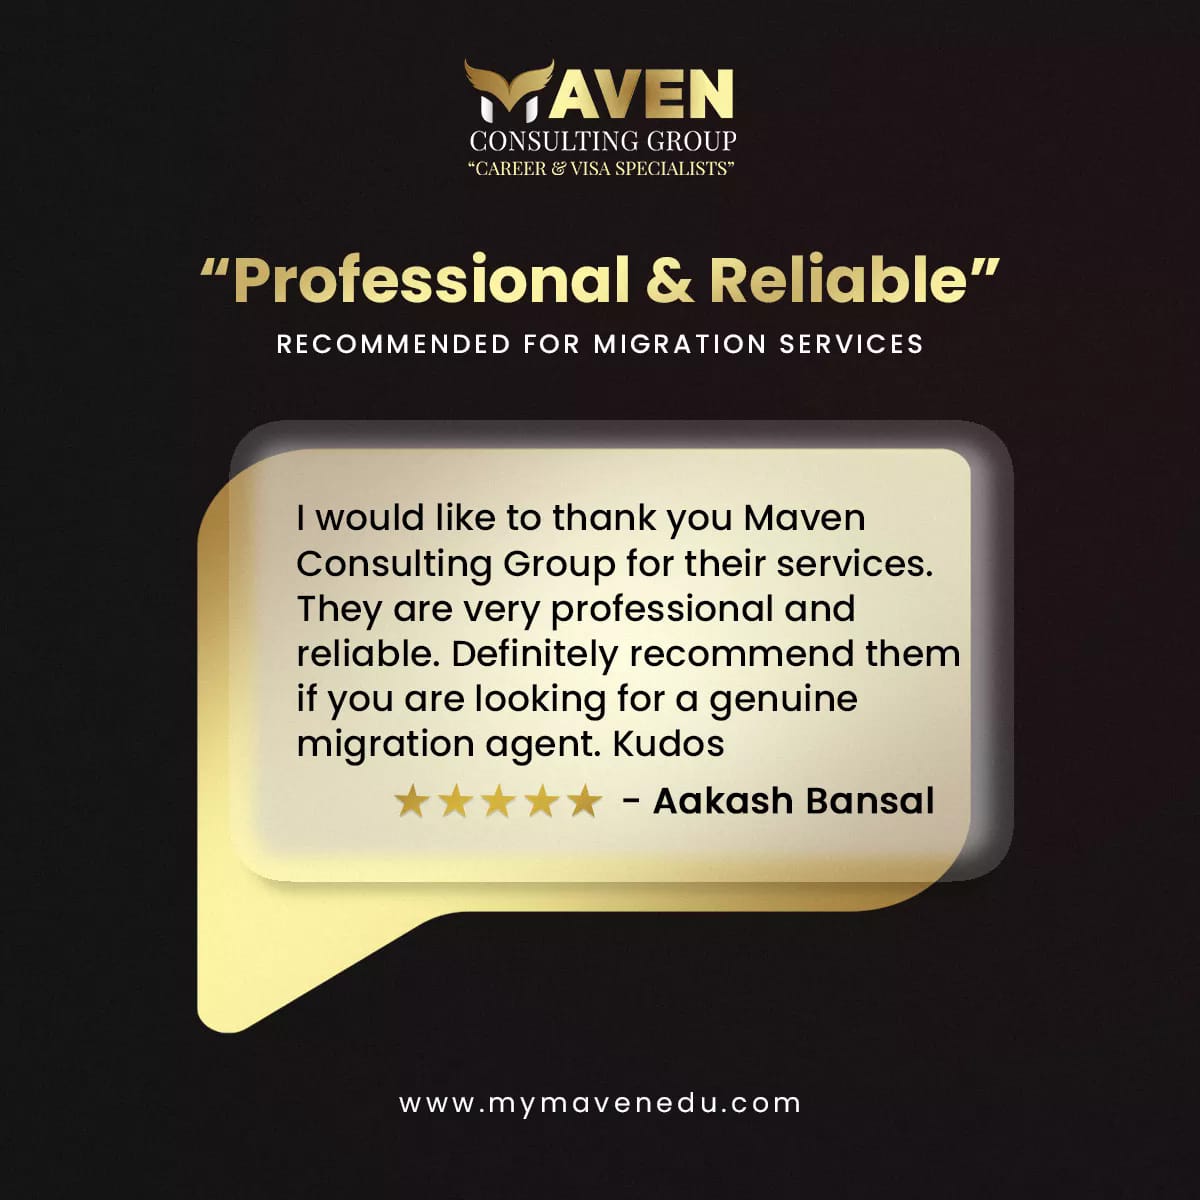 MAVEN
CONSULTING GROUP
“CAREER & VISA SPECIALISTS”
“Professional & Reliable”
RECOMMENDED FOR MIGRATION SERVICES
I would like to thank you Maven
Consulting Group for their services.
They are very professional and
reliable. Definitely recommend them
if you are looking for a genuine
migration agent. Kudos
- Aakash Bansal
www.mymavenedu.com